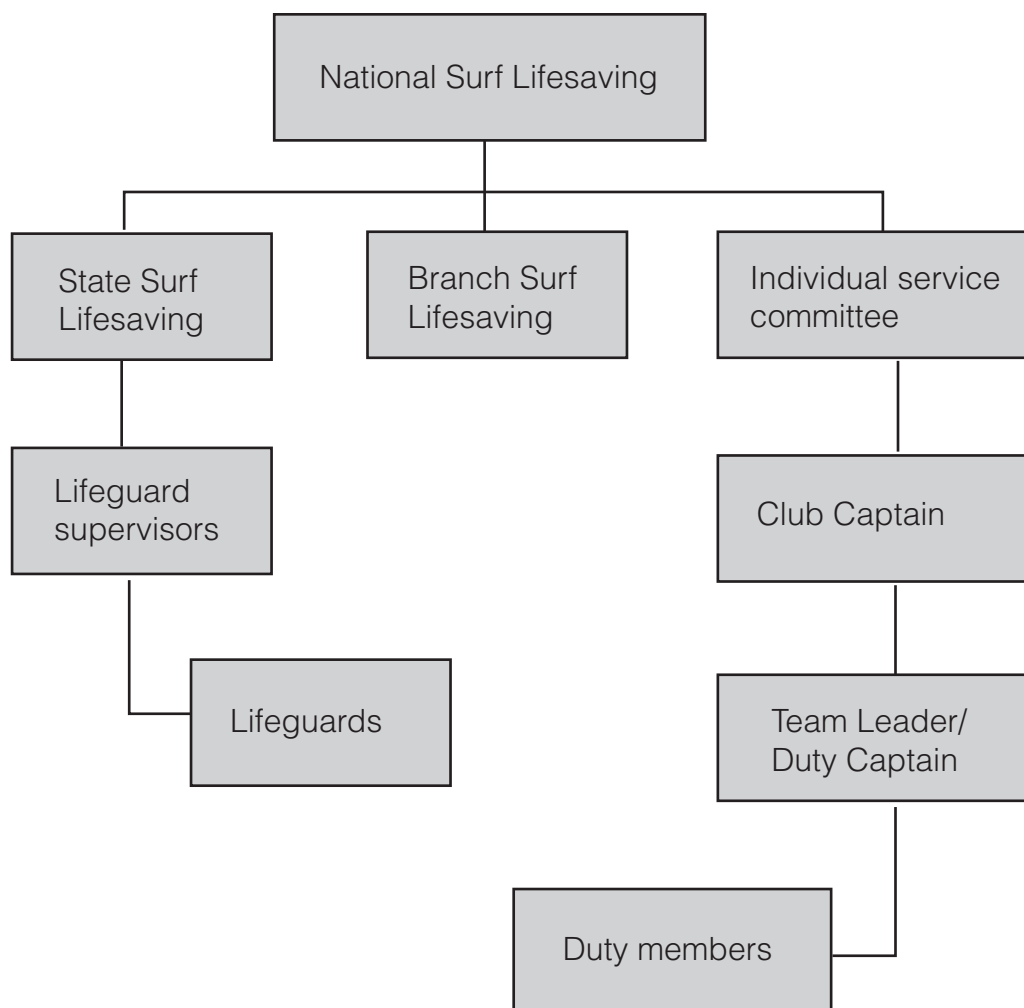 National Surf Lifesaving
State Surf
Lifesaving
Branch Surf
Lifesaving
Individual service
committee
Lifeguard
supervisors
Club Captain
Lifeguards
Team Leader/
Duty Captain
Duty members